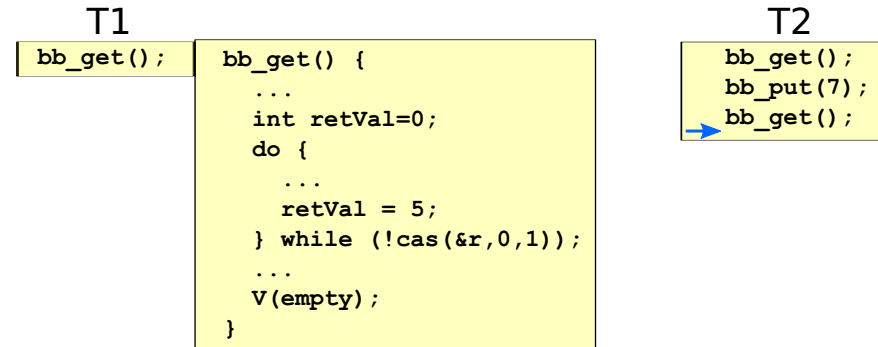 T1
bb_get();
bb_get() {
...
int retVal=0;
do {
...
retVal = 5;
} while (!cas(&r,0,1));
...
V(empty);
}
T2
bb_get();
bb_put(7);
bb_get();